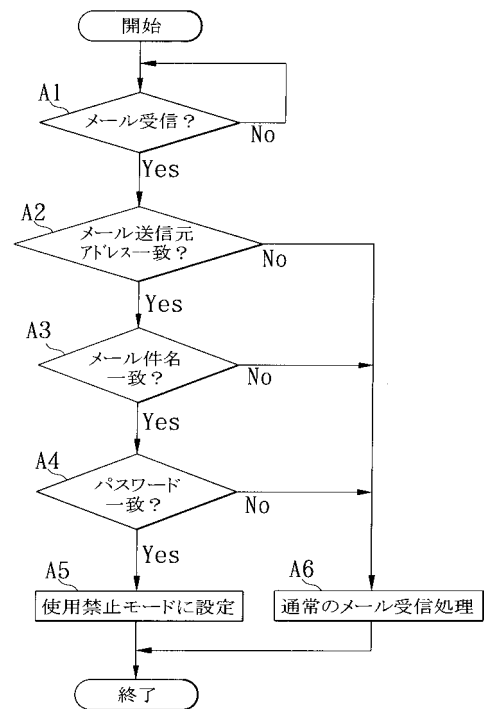 開始
A1
メール受信？
No
Yes
A2
メール送信元
アドレス一致？
No
Yes
A3
メール件名
一致？
No
Yes
A4
パスワード
一致？
No
Yes
A5
使用禁止モードに設定
A6
通常のメール受信処理
終了